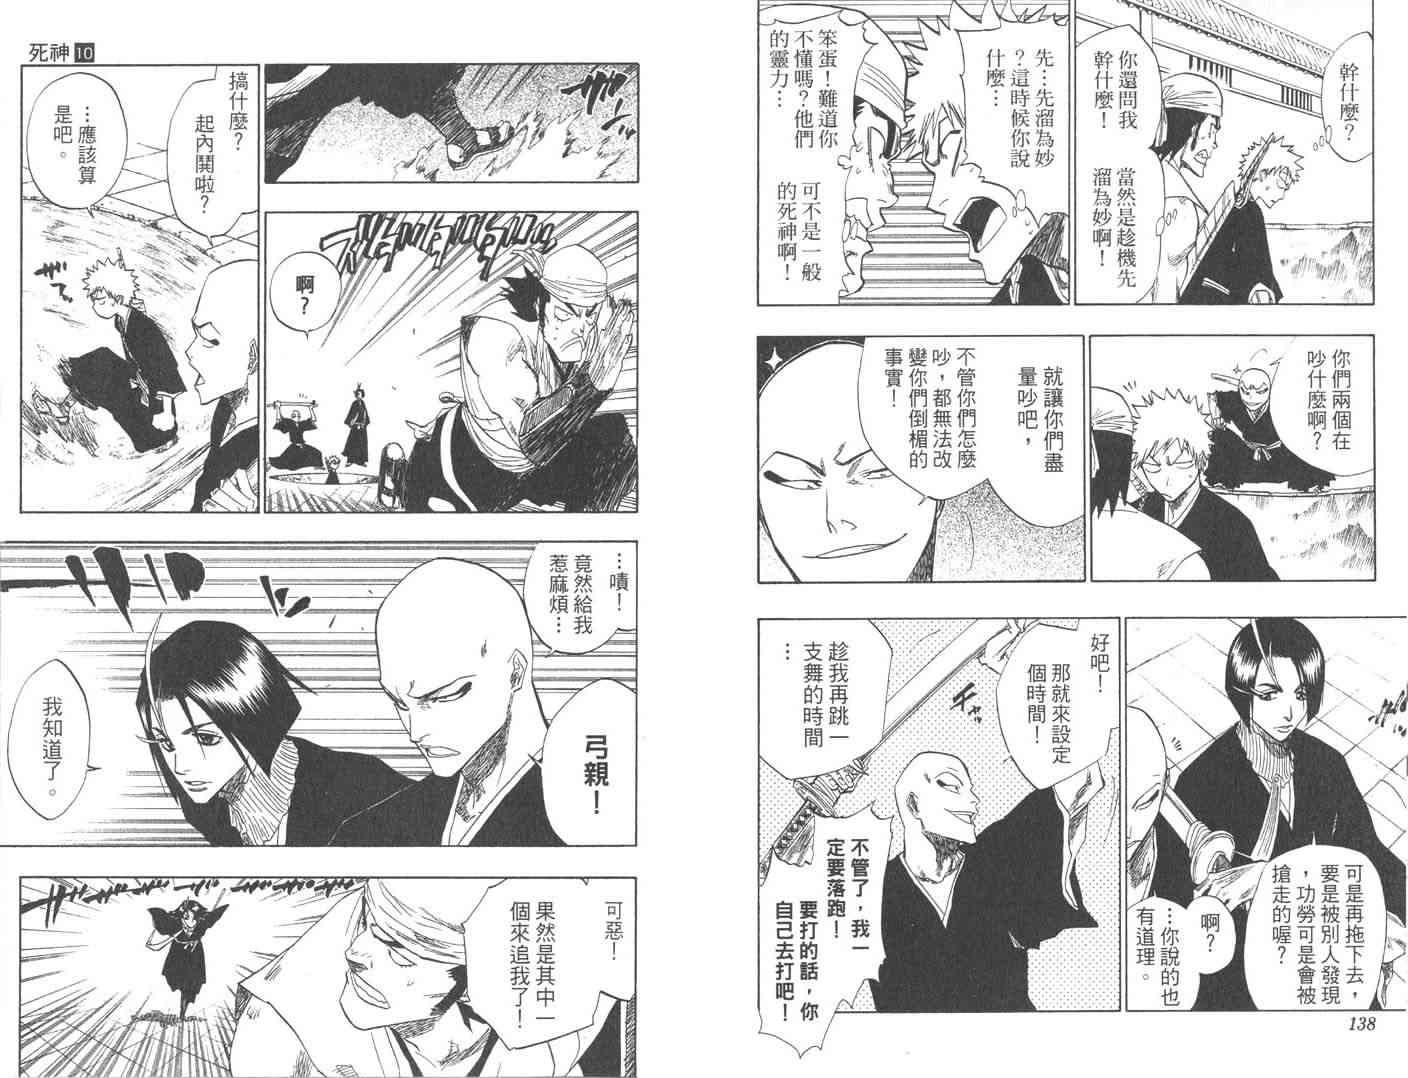 幹什麼?
你還問我
幹什麼!
當然是趁機先
溜為妙啊!
先…先溜為妙
?這時候你說
什麼…
笨蛋!難道你
不懂嗎?他們
的靈力…
可不是一般
的死神啊!
你們兩個在
吵什麼啊?
就讓你們盡
量吵吧,
不管你們怎麼
吵,都無法改
變你們倒楣的
事實!
可是再拖下去,
要是被別人發現
,功勞可是會被
搶走的喔?
啊?
…你說的也
有道理。
好吧!
那就來設定
個時間!
チャッ
趁我再跳一
支舞的時間
…
不管了,我一
定要落跑!
要打的話,你
自己去打吧!
138
死神10
搞什麼?
起內鬨啦?
…應該算
是吧。
啊?
…嘖!
竟然給我
惹麻煩…
弓親!
我知道了。
可惡!
果然是其中一
個來追我了!